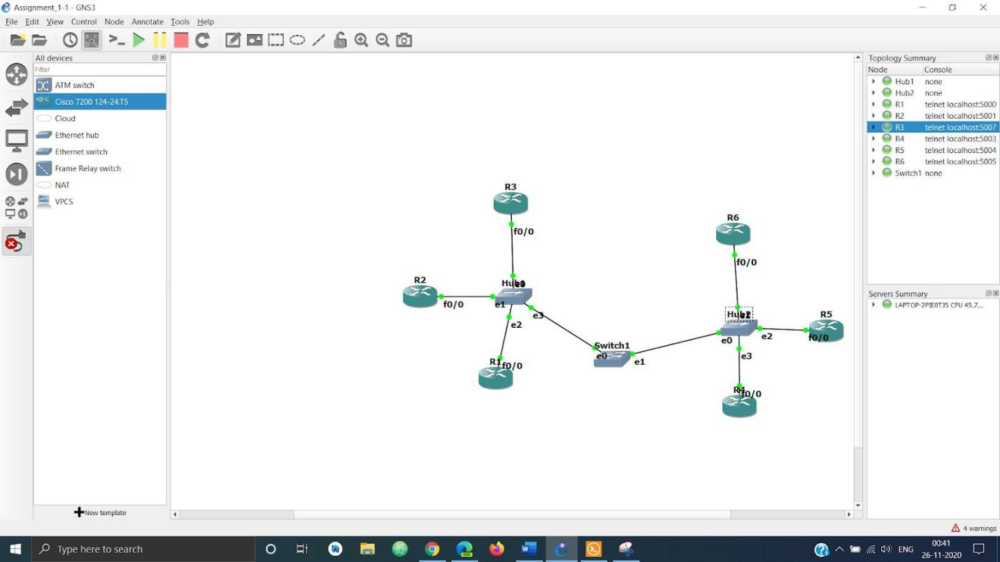 Assignment_1-1 - GNS3
File Edit View Control Node Annotate Tools Help
All devices
Filter
ATM switch
Cisco 7200 124-24.T5
Cloud
Ethernet hub
Ethernet switch
Frame Relay switch
NAT
VPCS
New template
R3
f0/0
R2
f0/0
Hub1
e0
e1
e2
e3
R1
f0/0
Switch1
e0
e1
R6
f0/0
e0
e2
e3
R5
f0/0
R4
f0/0
Topology Summary
Node Console
Hub1 none
Hub2 none
R1 telnet localhost:5000
R2 telnet localhost:5001
R3 telnet localhost:5007
R4 telnet localhost:5003
R5 telnet localhost:5004
R6 telnet localhost:5005
Switch1 none
Servers Summary
LAPTOP-2PIE0TJS CPU 45.7...
4 warnings
Type here to search
ENG
00:41
26-11-2020